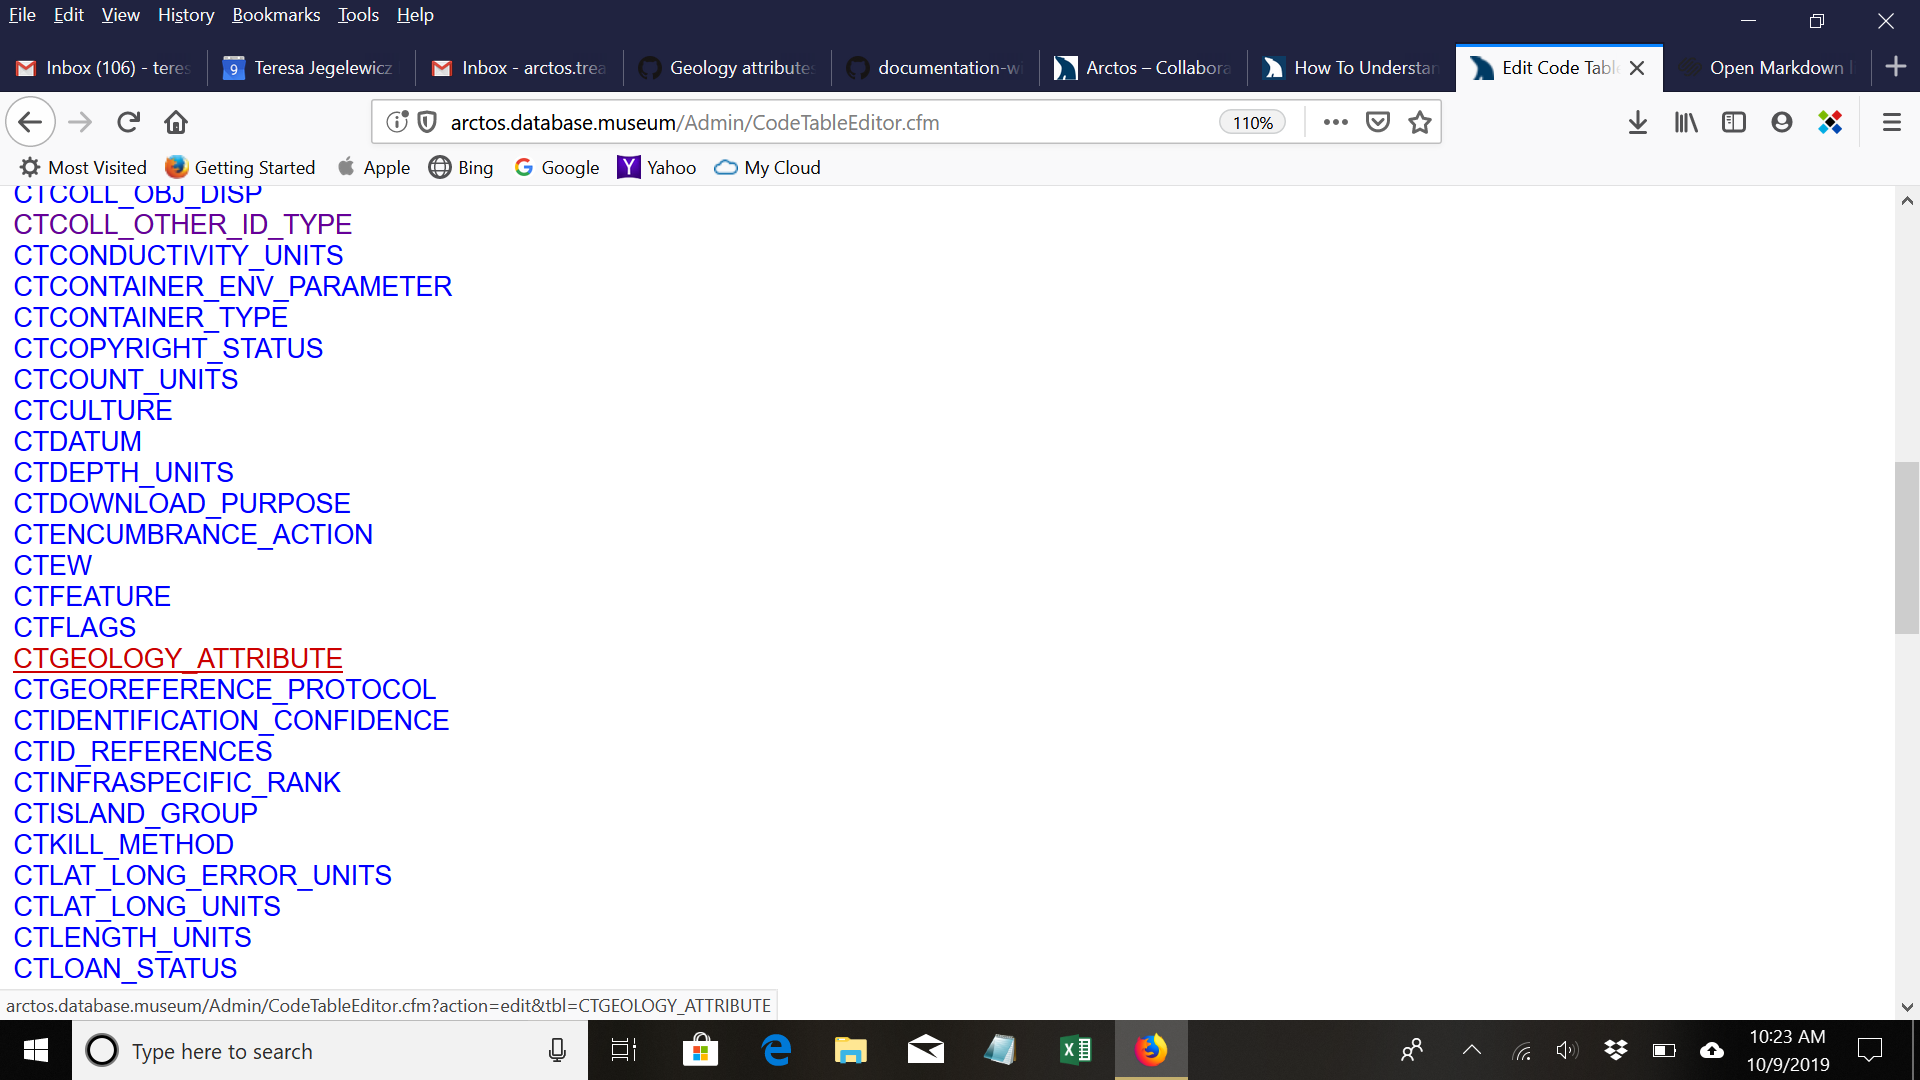 File Edit View History Bookmarks Tools Help
Inbox (106) - teres Teresa Jegelewicz Inbox - arctos.trea Geology attributes documentation-wi Arctos – Collabora How To Understan Edit Code Tabl Open Markdown
arctos.database.museum/Admin/CodeTableEditor.cfm 110%
Most Visited Getting Started Apple Bing Google Yahoo My Cloud
CTCOLL_OBJ_DISP
CTCOLL_OTHER_ID_TYPE
CTCONDUCTIVITY_UNITS
CTCONTAINER_ENV_PARAMETER
CTCONTAINER_TYPE
CTCOPYRIGHT_STATUS
CTCOUNT_UNITS
CTCULTURE
CTDATUM
CTDEPTH_UNITS
CTDOWNLOAD_PURPOSE
CTENCUMBRANCE_ACTION
CTEW
CTFEATURE
CTFLAGS
CTGEOLOGY_ATTRIBUTE
CTGEOREFERENCE_PROTOCOL
CTIDENTIFICATION_CONFIDENCE
CTID_REFERENCES
CTINFRASPECIFIC_RANK
CTISLAND_GROUP
CTKILL_METHOD
CTLAT_LONG_ERROR_UNITS
CTLAT_LONG_UNITS
CTLENGTH_UNITS
CTLOAN_STATUS
arctos.database.museum/Admin/CodeTableEditor.cfm?action=edit&tbl=CTGEOLOGY_ATTRIBUTE
Type here to search
10:23 AM
10/9/2019